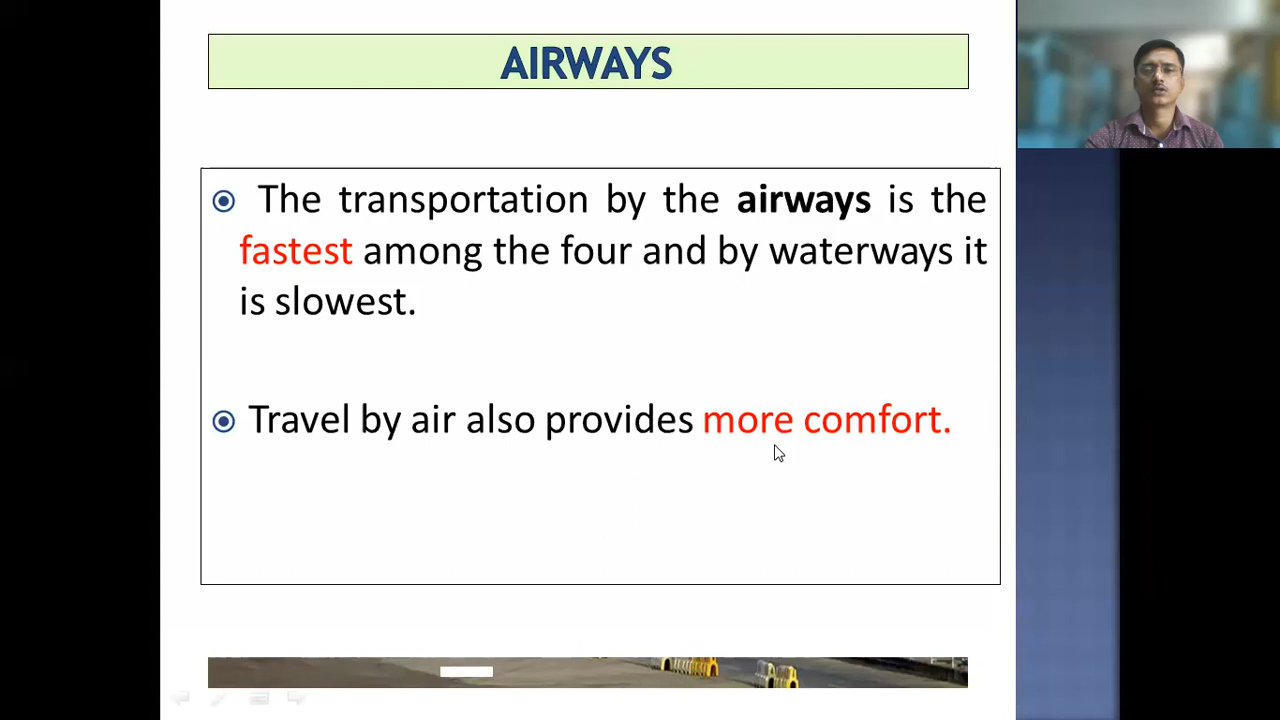 AIRWAYS
The transportation by the airways is the
fastest among the four and by waterways it
is slowest.
Travel by air also provides more comfort.